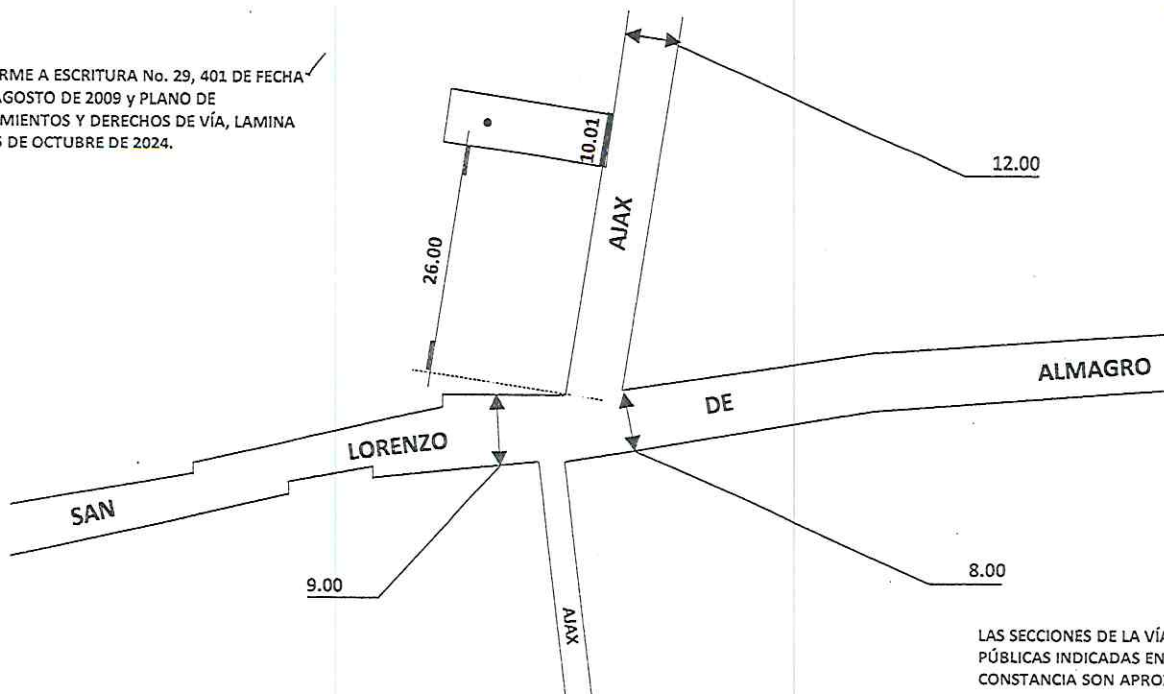 RME A ESCRITURA No. 29, 401 DE FECHA
AGOSTO DE 2009 y PLANO DE
MIENTOS Y DERECHOS DE VÍA, LAMINA
DE OCTUBRE DE 2024.
10.01
12.00
AJAX
26.00
ALMAGRO
DE
LORENZO
SAN
9.00
8.00
AJAX
LAS SECCIONES DE LA VÍA
PÚBLICAS INDICADAS EN
CONSTANCIA SON APRO